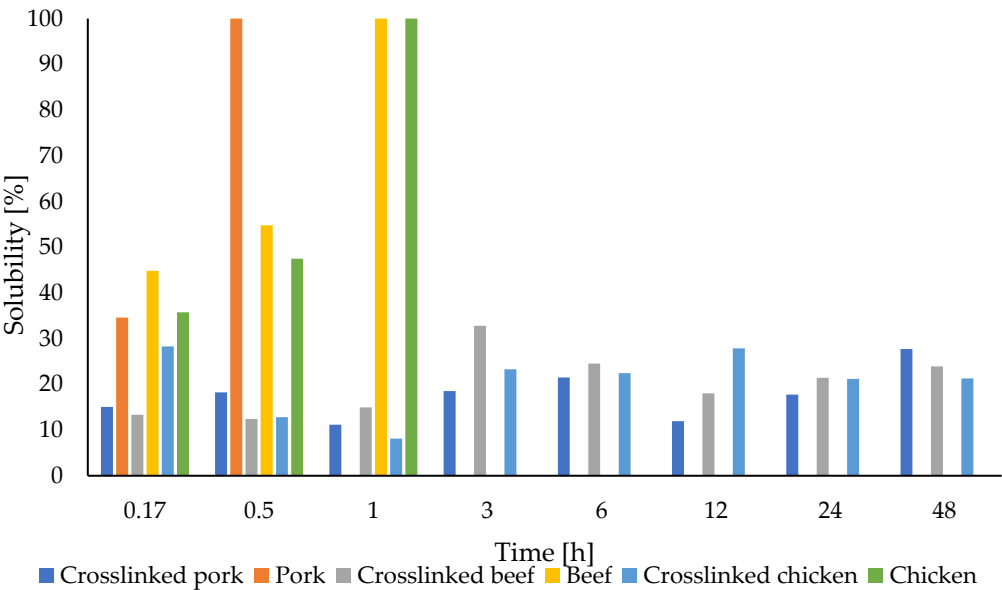 100
90
80
70
60
50
40
30
20
10
0
Solubility [%]
0.17 0.5 1 3 6 12 24 48
Time [h]
Crosslinked pork Pork Crosslinked beef Beef Crosslinked chicken Chicken